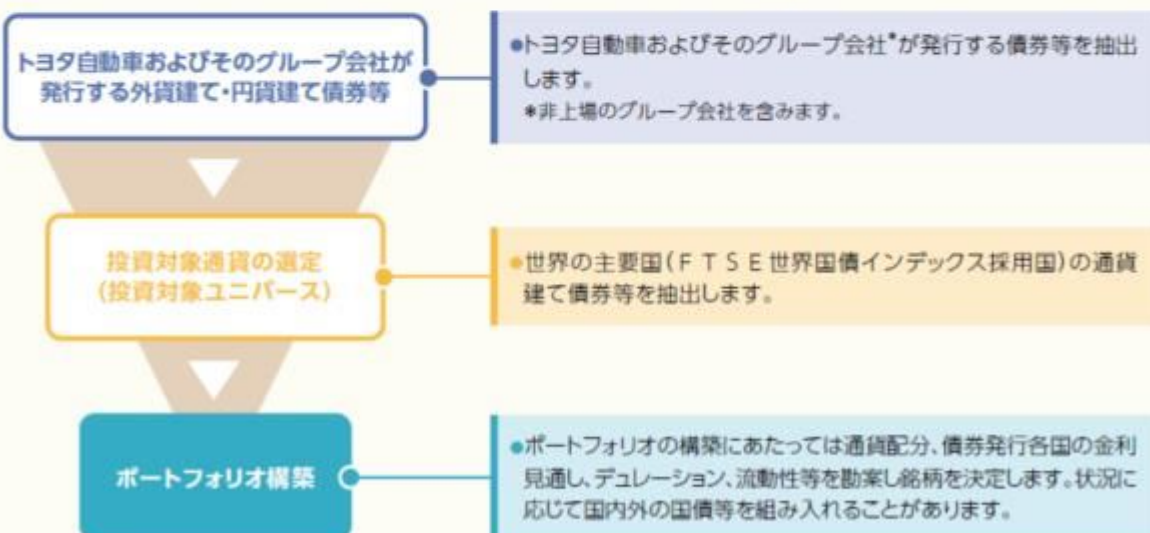 トヨタ自動車およびそのグループ会社が
発行する外貨建て・円貨建て債券等
●トヨタ自動車およびそのグループ会社*が発行する債券等を抽出
します。
*非上場のグループ会社を含みます。
投資対象通貨の選定
(投資対象ユニバース)
●世界の主要国(FTSE世界国債インデックス採用国)の通貨
建て債券等を抽出します。
ポートフォリオ構築
●ポートフォリオの構築にあたっては通貨配分、債券発行各国の金利
見通し、デュレーション、流動性等を勘案し銘柄を決定します。状況に
応じて国内外の国債等を組み入れることがあります。